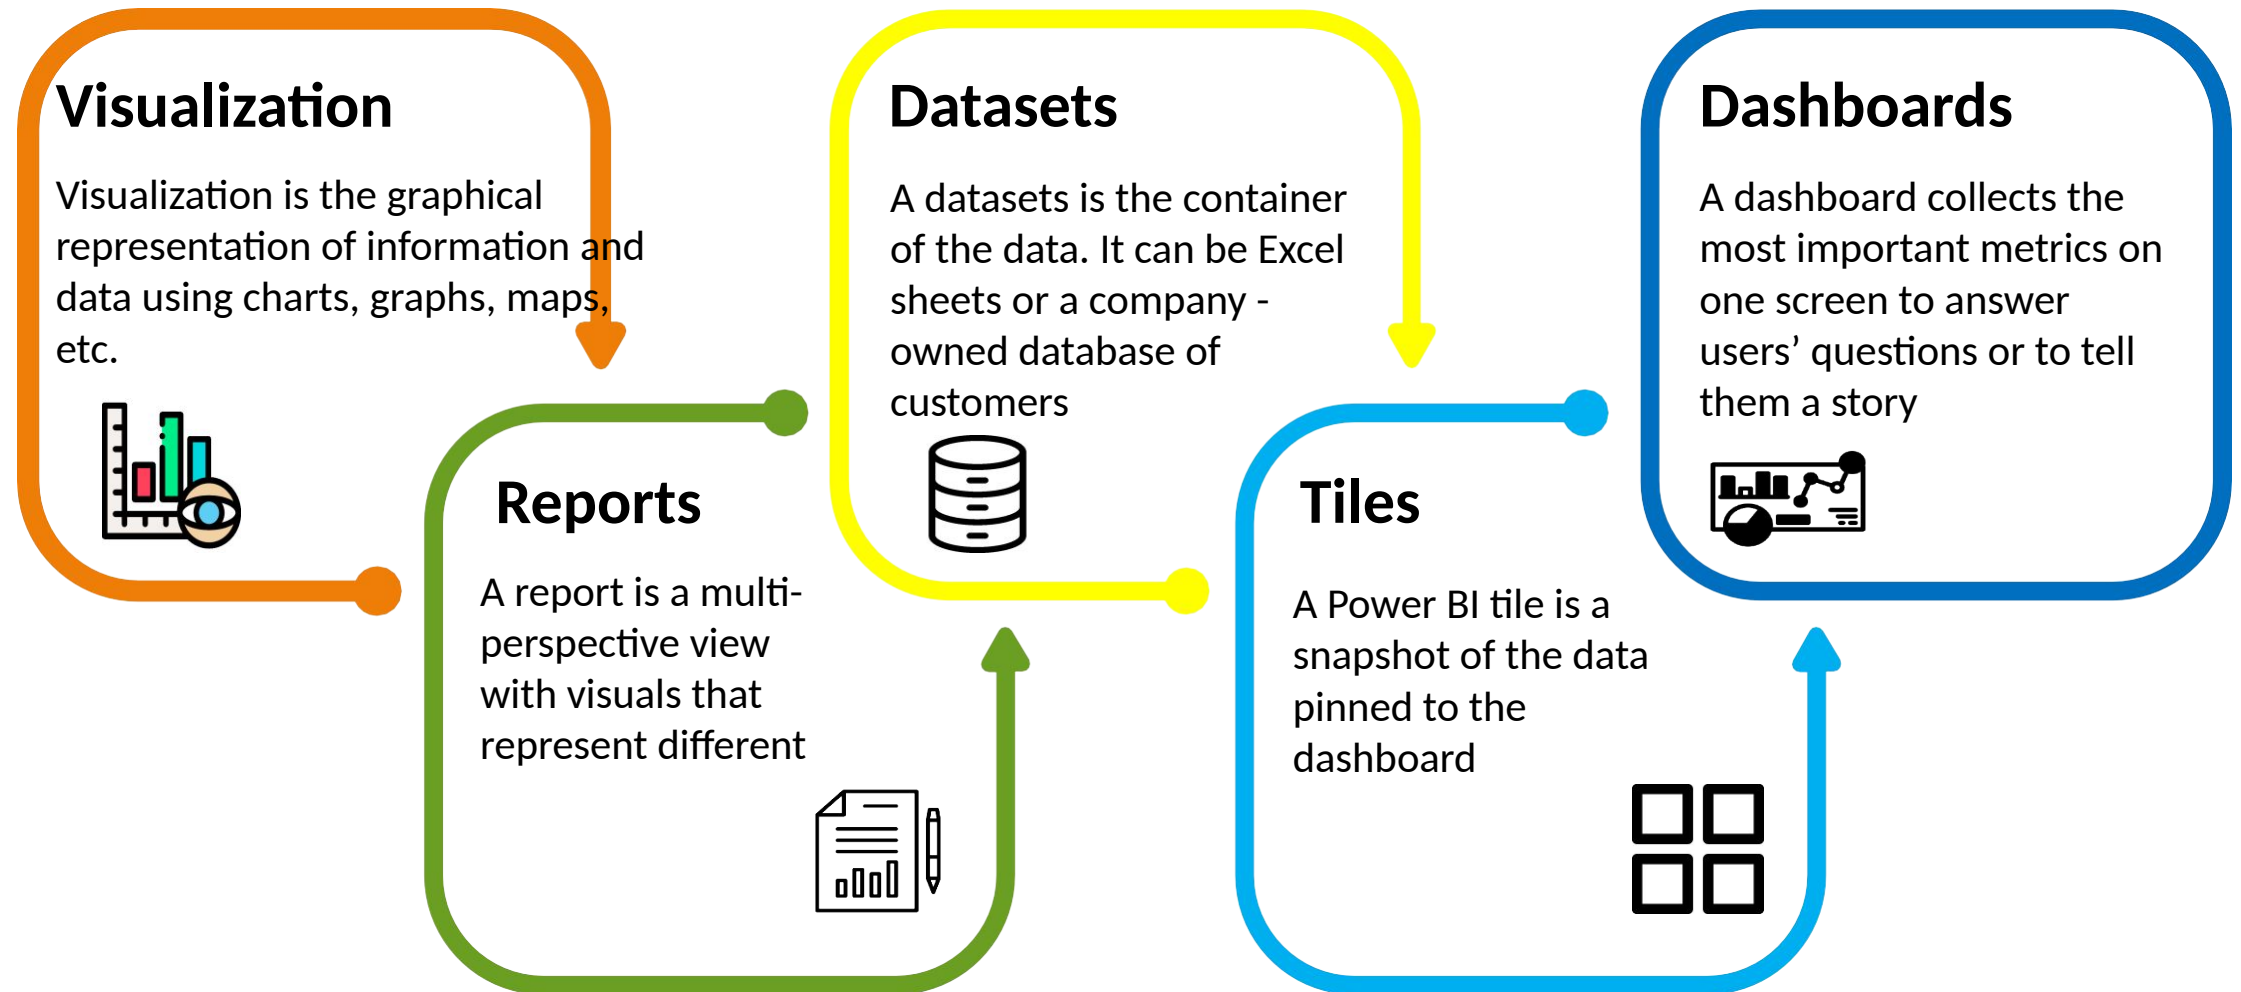 Visualization
Visualization is the graphical
representation of information and
data using charts, graphs, maps,
etc.
Reports
A report is a multi-
perspective view
with visuals that
represent different
Datasets
A datasets is the container
of the data. It can be Excel
sheets or a company -
owned database of
customers
Tiles
A Power BI tile is a
snapshot of the data
pinned to the
dashboard
Dashboards
A dashboard collects the
most important metrics on
one screen to answer
users’ questions or to tell
them a story